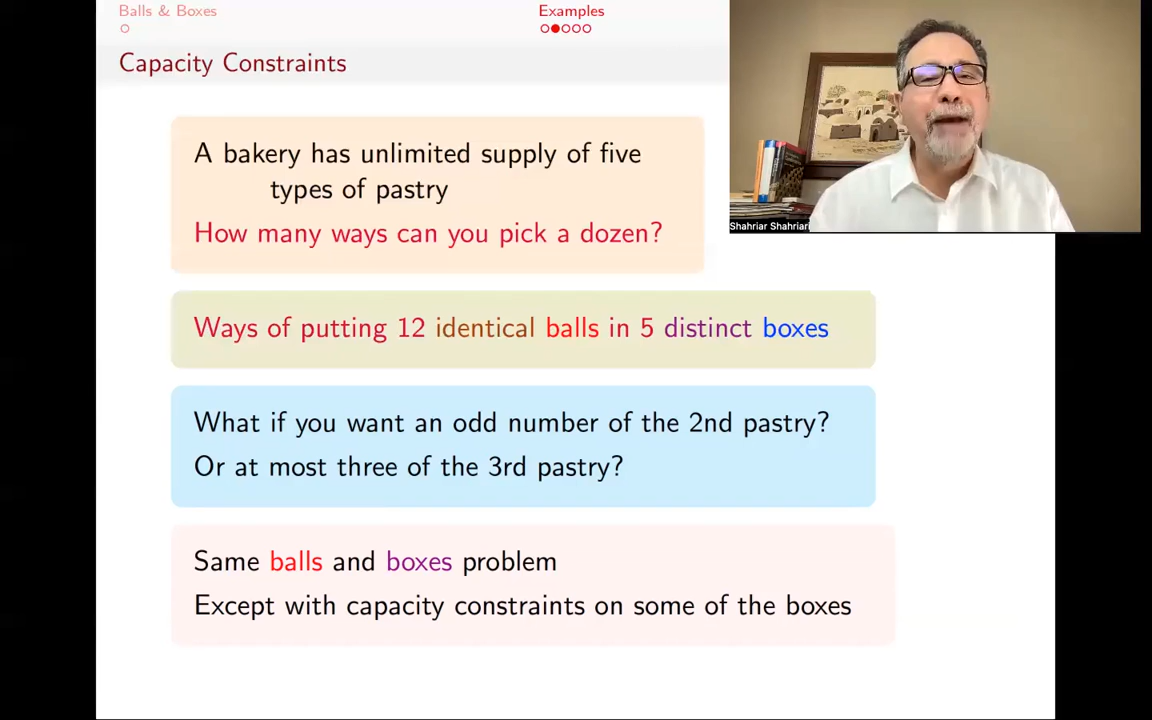 Balls & Boxes
Examples
Capacity Constraints
A bakery has unlimited supply of five
types of pastry
How many ways can you pick a dozen?
Ways of putting 12 identical balls in 5 distinct boxes
What if you want an odd number of the 2nd pastry?
Or at most three of the 3rd pastry?
Same balls and boxes problem
Except with capacity constraints on some of the boxes
Shahriar Shahriari